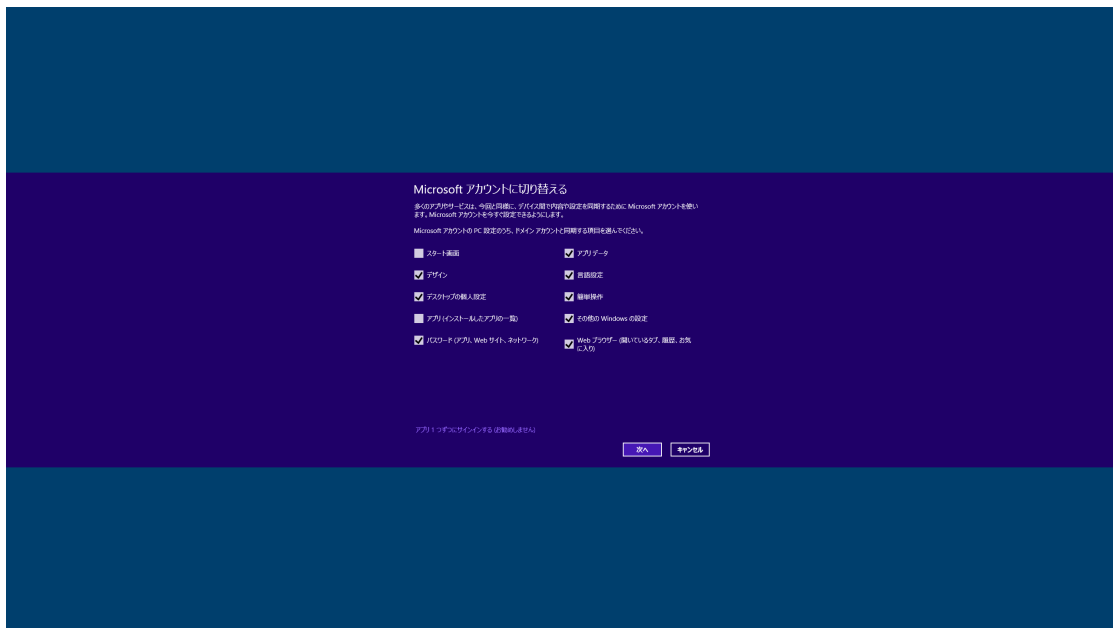 Microsoft アカウントに切り替える
多くのアプリやサービスは、今回と同様に、デバイス間で内容や設定を同期するために Microsoft アカウントを使い
ます。Microsoft アカウントを今すぐ設定できるようにします。
Microsoft アカウントの PC 設定のうち、ドメイン アカウントと同期する項目を選んでください。
スタート画面
アプリ データ
デザイン
言語設定
デスクトップの個人設定
簡単操作
アプリ (インストールしたアプリの一覧)
その他の Windows の設定
パスワード (アプリ、Web サイト、ネットワーク)
Web ブラウザー (開いているタブ、履歴、お気
に入り)
アプリ 1 つずつにサインインする (お勧めしません)
次へ
キャンセル